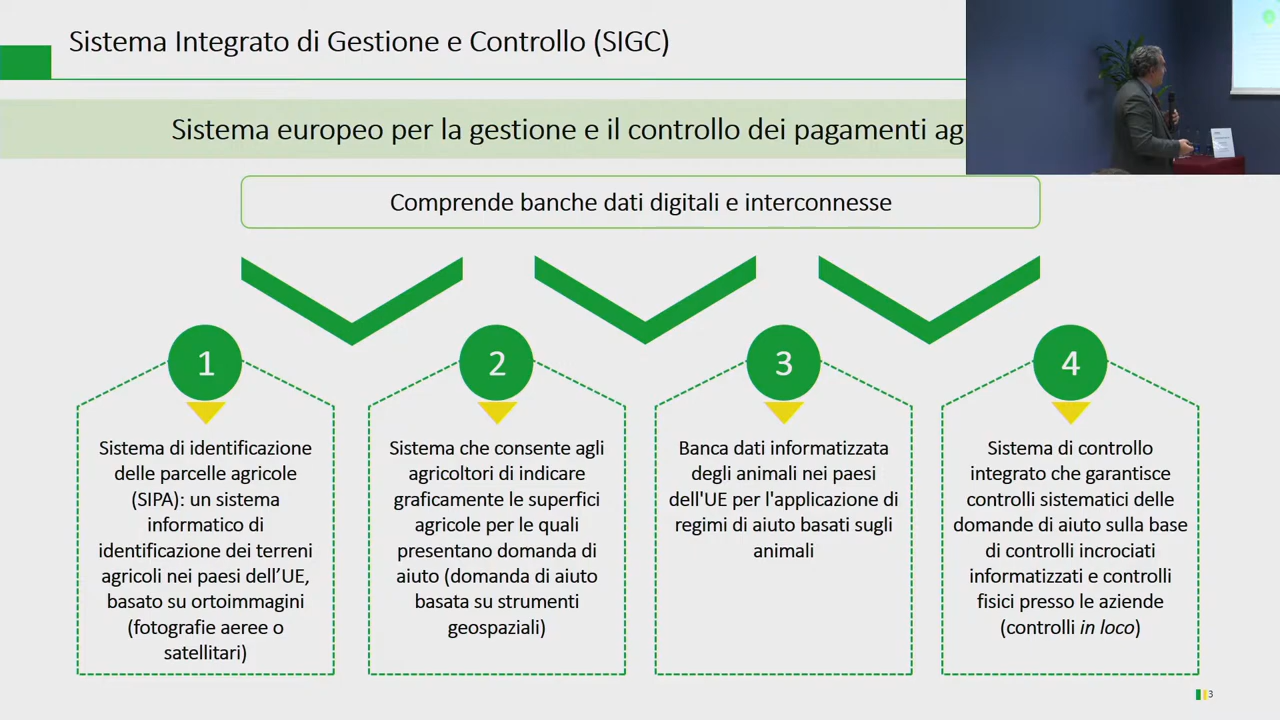 Sistema Integrato di Gestione e Controllo (SIGC)
Sistema europeo per la gestione e il controllo dei pagamenti ag
Comprende banche dati digitali e interconnesse
1
Sistema di identificazione
delle parcelle agricole
(SIPA): un sistema
informatico di
identificazione dei terreni
agricoli nei paesi dell’UE,
basato su ortoimmagini
(fotografie aeree o
satellitari)
2
Sistema che consente agli
agricoltori di indicare
graficamente le superfici
agricole per le quali
presentano domanda di
aiuto (domanda di aiuto
basata su strumenti
geospaziali)
3
Banca dati informatizzata
degli animali nei paesi
dell'UE per l'applicazione di
regimi di aiuto basati sugli
animali
4
Sistema di controllo
integrato che garantisce
controlli sistematici delle
domande di aiuto sulla base
di controlli incrociati
informatizzati e controlli
fisici presso le aziende
(controlli in loco)
3